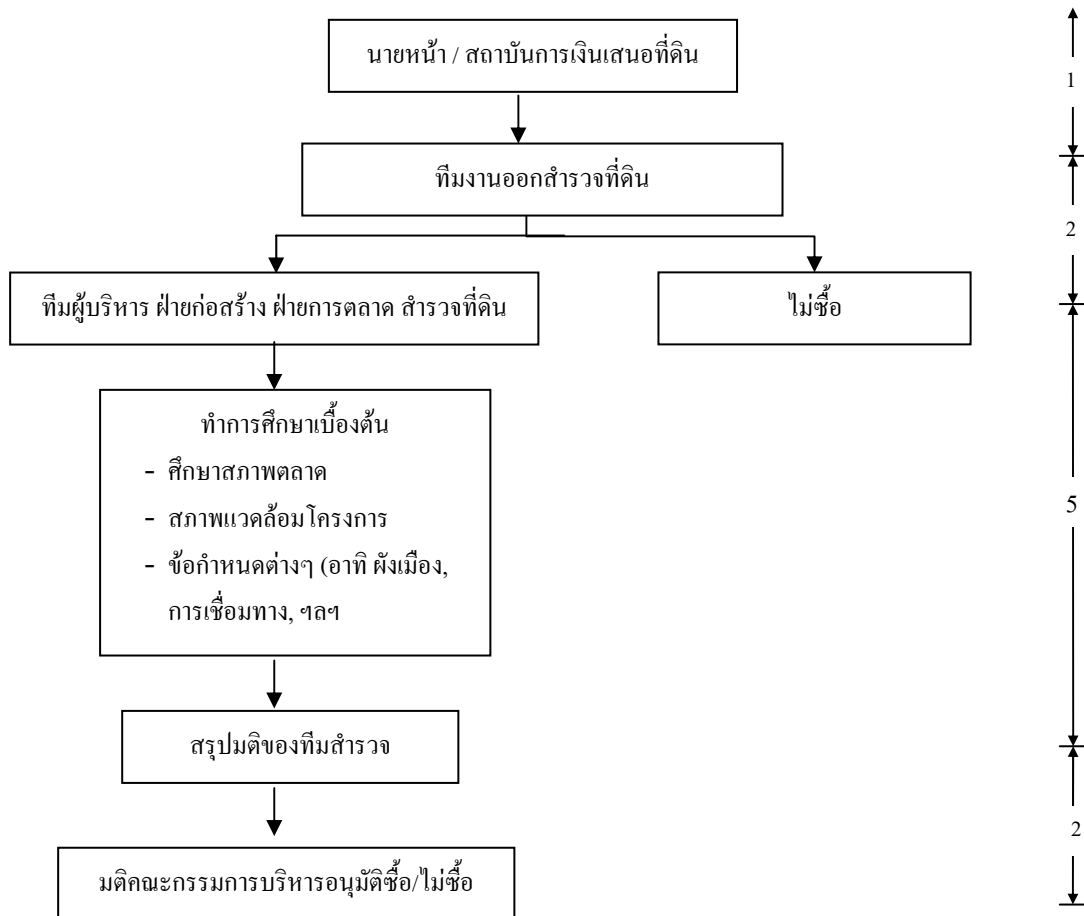 นายหน้า / สถาบันการเงินเสนอที่ดิน
1
ทีมงานออกสำรวจที่ดิน
2
ทีมผู้บริหาร ฝ่ายก่อสร้าง ฝ่ายการตลาด สำรวจที่ดิน
ไม่ซื้อ
ทำการศึกษาเบื้องต้น
- ศึกษาสภาพตลาด
- สภาพแวดล้อมโครงการ
- ข้อกำหนดต่างๆ (อาทิ ผังเมือง,
การเชื่อมทาง, ฯลฯ
5
สรุปมติของทีมสำรวจ
2
มติคณะกรรมการบริหารอนุมัติซื้อ/ไม่ซื้อ